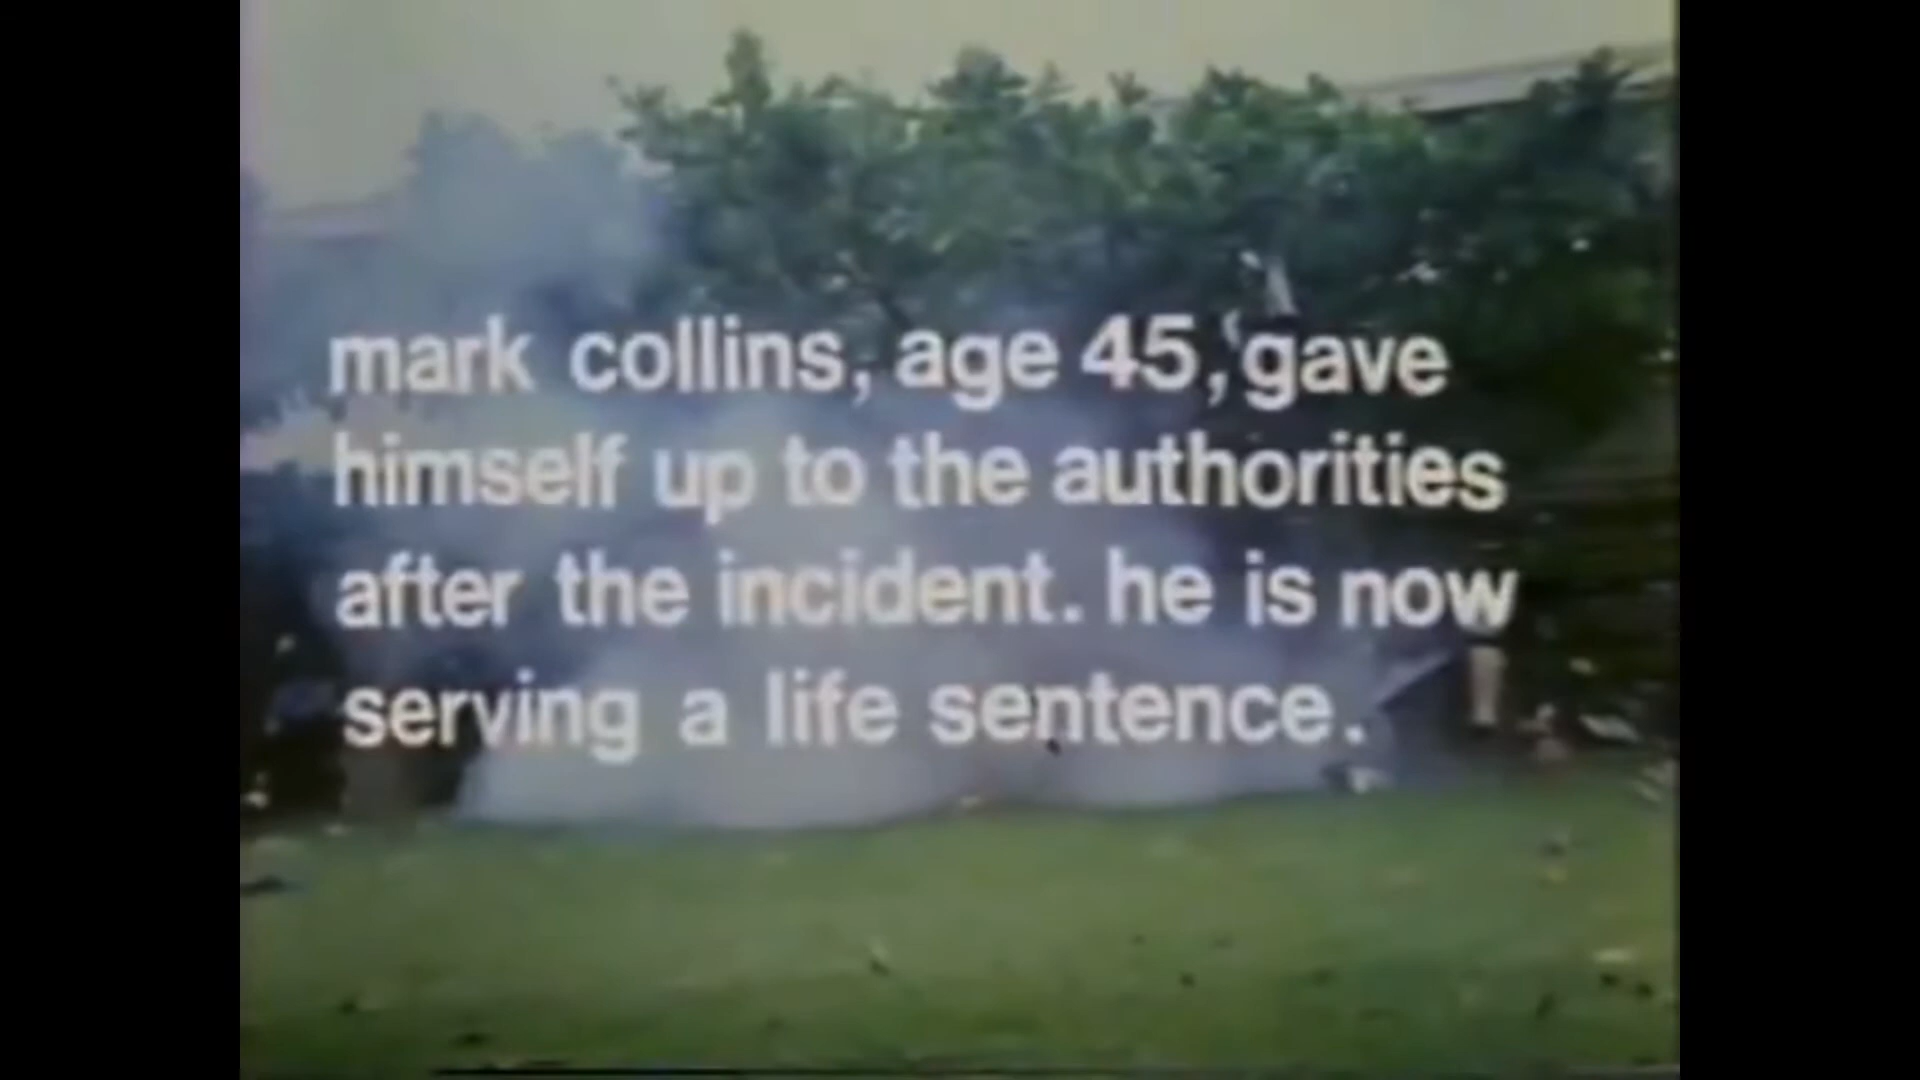 mark collins, age 45, gave
himself up to the authorities
after the incident. he is now
serving a life sentence.